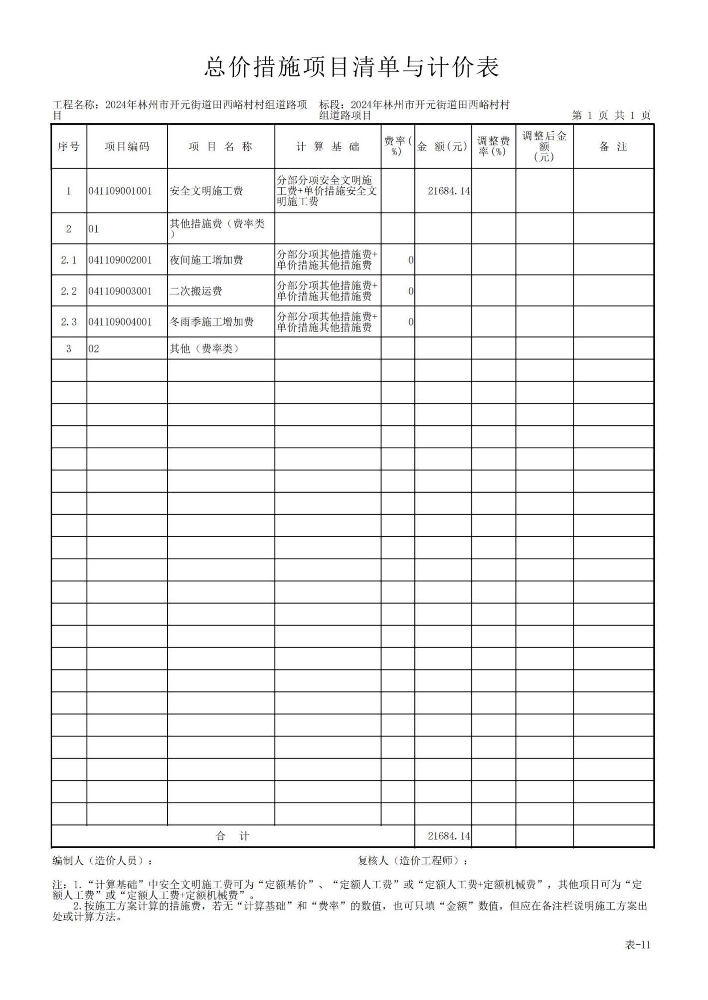 总价措施项目清单与计价表
工程名称：2024年林州市开元街道田西峪村村组道路项
目
标段：2024年林州市开元街道田西峪村村
组道路项目
第 1 页 共 1 页
序号 项目编码 项 目 名 称 计 算 基 础 费率(%) 金 额(元) 调整费率(%) 调整后金额(元) 备 注
1 041109001001 安全文明施工费 分部分项安全文明施工费+单价措施安全文明施工费 21684.14
2 01 其他措施费（费率类）
2.1 041109002001 夜间施工增加费 分部分项其他措施费+单价措施其他措施费 0
2.2 041109003001 二次搬运费 分部分项其他措施费+单价措施其他措施费 0
2.3 041109004001 冬雨季施工增加费 分部分项其他措施费+单价措施其他措施费 0
3 02 其他（费率类）
合 计 21684.14
编制人（造价人员）： 复核人（造价工程师）：
注：1.“计算基础”中安全文明施工费可为“定额基价”、“定额人工费”或“定额人工费+定额机械费”，其他项目可为“定
额人工费”或“定额人工费+定额机械费”。
2.按施工方案计算的措施费，若无“计算基础”和“费率”的数值，也可只填“金额”数值，但应在备注栏说明施工方案出
处或计算方法。
表-11